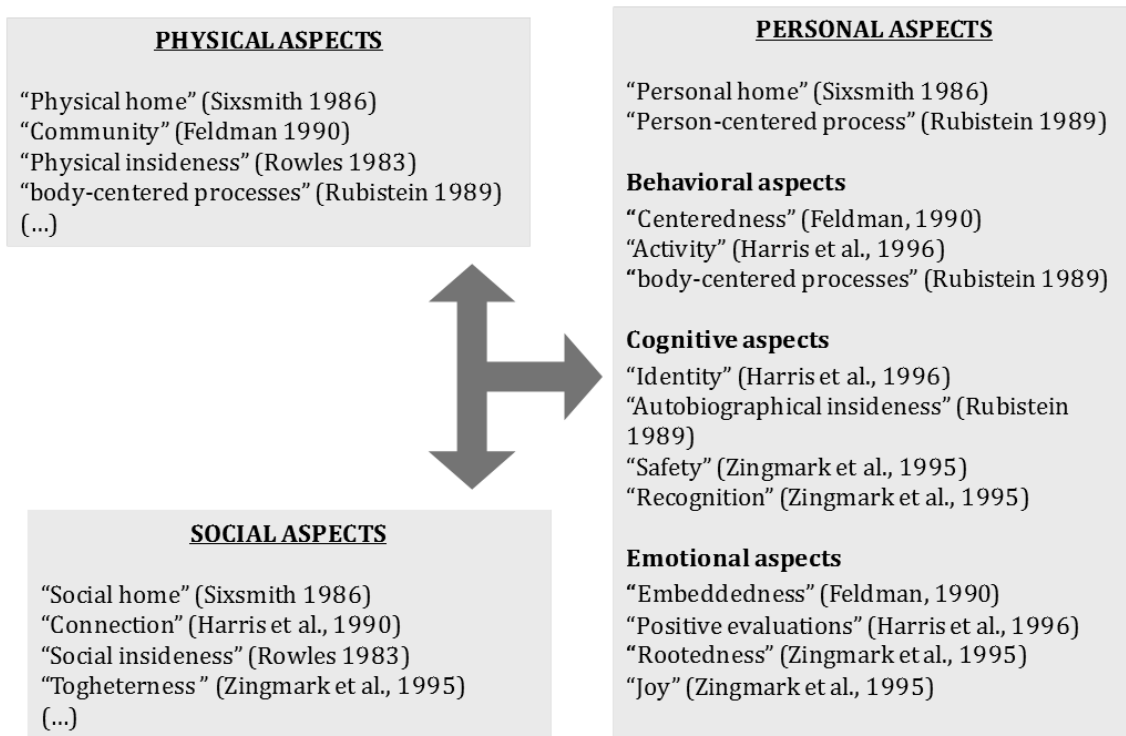 PHYSICAL ASPECTS
“Physical home” (Sixsmith 1986)
“Community” (Feldman 1990)
“Physical insideness” (Rowles 1983)
“body-centered processes” (Rubistein 1989)
(…)
SOCIAL ASPECTS
“Social home” (Sixsmith 1986)
“Connection” (Harris et al., 1990)
“Social insideness” (Rowles 1983)
“Togheterness ” (Zingmark et al., 1995)
(…)
PERSONAL ASPECTS
“Personal home” (Sixsmith 1986)
“Person-centered process” (Rubistein 1989)
Behavioral aspects
“Centeredness” (Feldman, 1990)
“Activity” (Harris et al., 1996)
“body-centered processes” (Rubistein 1989)
Cognitive aspects
“Identity” (Harris et al., 1996)
“Autobiographical insideness” (Rubistein
1989)
“Safety” (Zingmark et al., 1995)
“Recognition” (Zingmark et al., 1995)
Emotional aspects
“Embeddedness” (Feldman, 1990)
“Positive evaluations” (Harris et al., 1996)
“Rootedness” (Zingmark et al., 1995)
“Joy” (Zingmark et al., 1995)